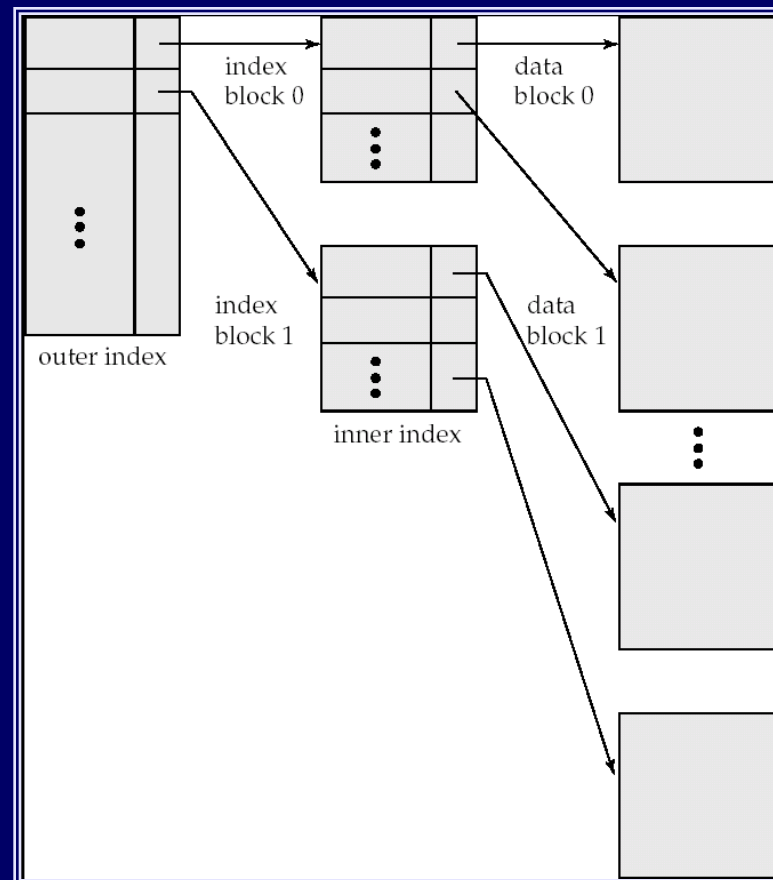 index
block 0
data
block 0
index
block 1
data
block 1
outer index
inner index